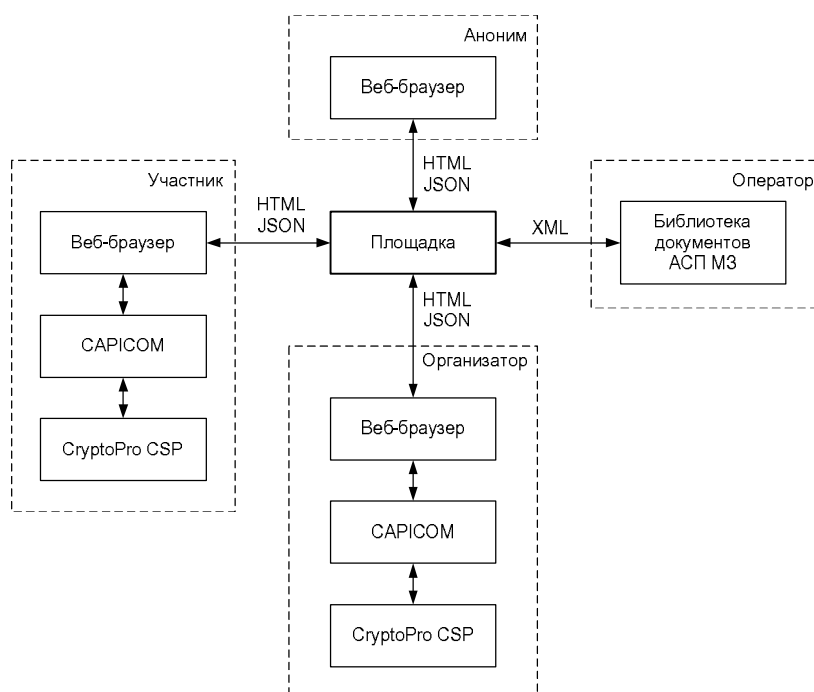 Аноним
Веб-браузер
HTML
JSON
Участник
Веб-браузер
HTML
JSON
Площадка
XML
Оператор
Библиотека
документов
АСП МЗ
CAPICOM
CryptoPro CSP
HTML
JSON
Организатор
Веб-браузер
CAPICOM
CryptoPro CSP